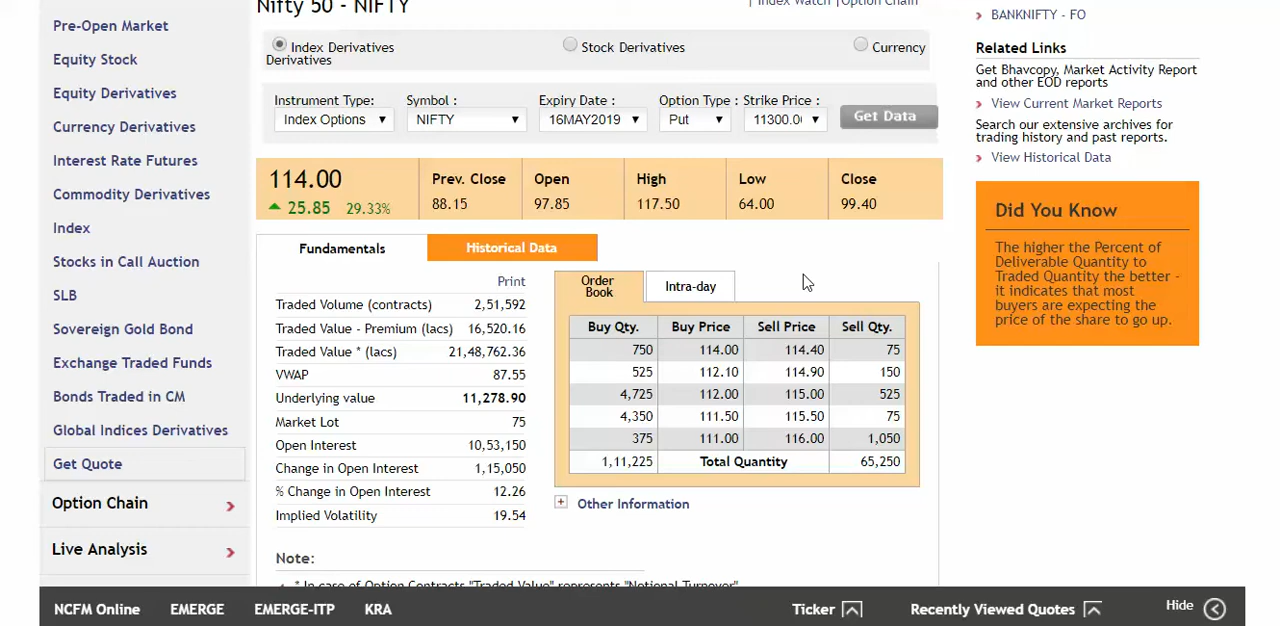 Nifty 50 - NIFTY
| Index Watch | Option Chain
Pre-Open Market
Equity Stock
Equity Derivatives
Currency Derivatives
Interest Rate Futures
Commodity Derivatives
Index
Stocks in Call Auction
SLB
Sovereign Gold Bond
Exchange Traded Funds
Bonds Traded in CM
Global Indices Derivatives
Get Quote
Option Chain
Live Analysis
Index Derivatives Stock Derivatives Currency
Derivatives
Instrument Type: Symbol : Expiry Date : Option Type : Strike Price :
Index Options NIFTY 16MAY2019 Put 11300.0 Get Data
114.00 Prev. Close Open High Low Close
25.85 29.33% 88.15 97.85 117.50 64.00 99.40
Fundamentals Historical Data
Print
Traded Volume (contracts) 2,51,592
Traded Value - Premium (lacs) 16,520.16
Traded Value * (lacs) 21,48,762.36
VWAP 87.55
Underlying value 11,278.90
Market Lot 75
Open Interest 10,53,150
Change in Open Interest 1,15,050
% Change in Open Interest 12.26
Implied Volatility 19.54
Order
Book
Intra-day
Buy Qty. Buy Price Sell Price Sell Qty.
750 114.00 114.40 75
525 112.10 114.90 150
4,725 112.00 115.00 525
4,350 111.50 115.50 75
375 111.00 116.00 1,050
1,11,225 Total Quantity 65,250
+ Other Information
Note:
* In case of Option Contracts "Traded Value" represents "Notional Turnover"
BANKNIFTY - FO
Related Links
Get Bhavcopy, Market Activity Report
and other EOD reports
View Current Market Reports
Search our extensive archives for
trading history and past reports.
View Historical Data
Did You Know
The higher the Percent of
Deliverable Quantity to
Traded Quantity the better -
it indicates that most
buyers are expecting the
price of the share to go up.
NCFM Online EMERGE EMERGE-ITP KRA Ticker Recently Viewed Quotes Hide